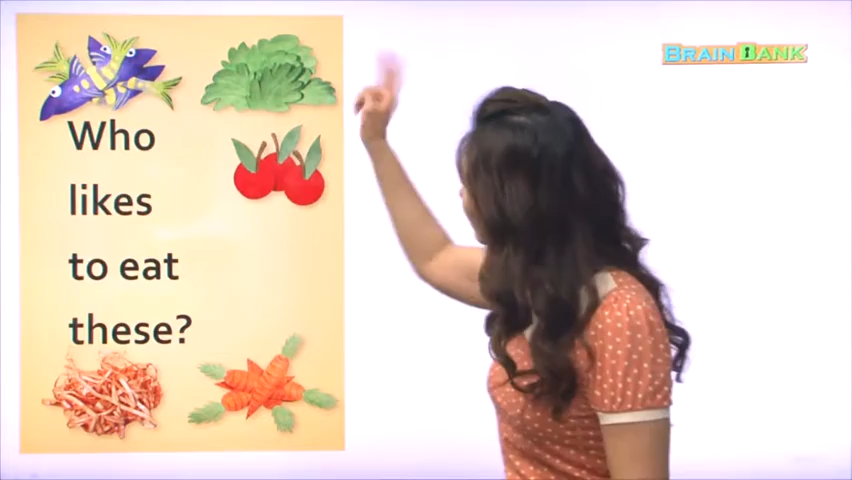 BRAIN BANK
Who
likes
to eat
these?